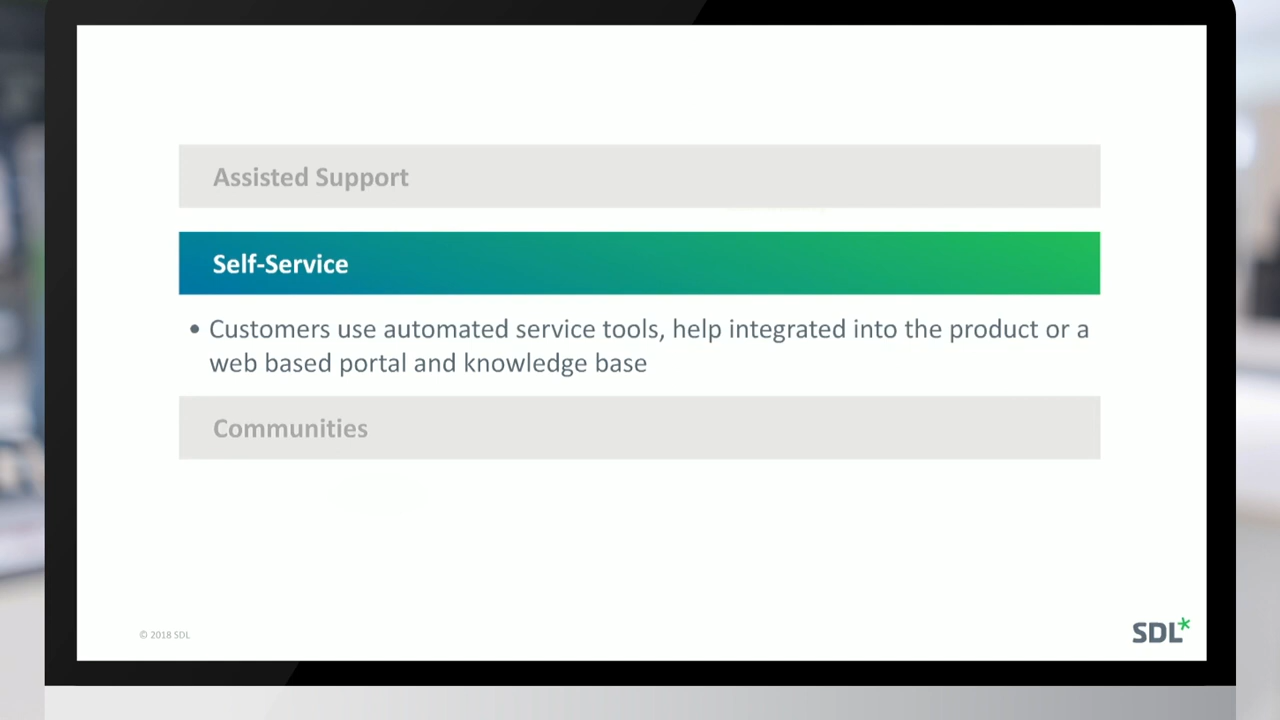 Assisted Support
Self-Service
• Customers use automated service tools, help integrated into the product or a
web based portal and knowledge base
Communities
© 2018 SDL
SDL*